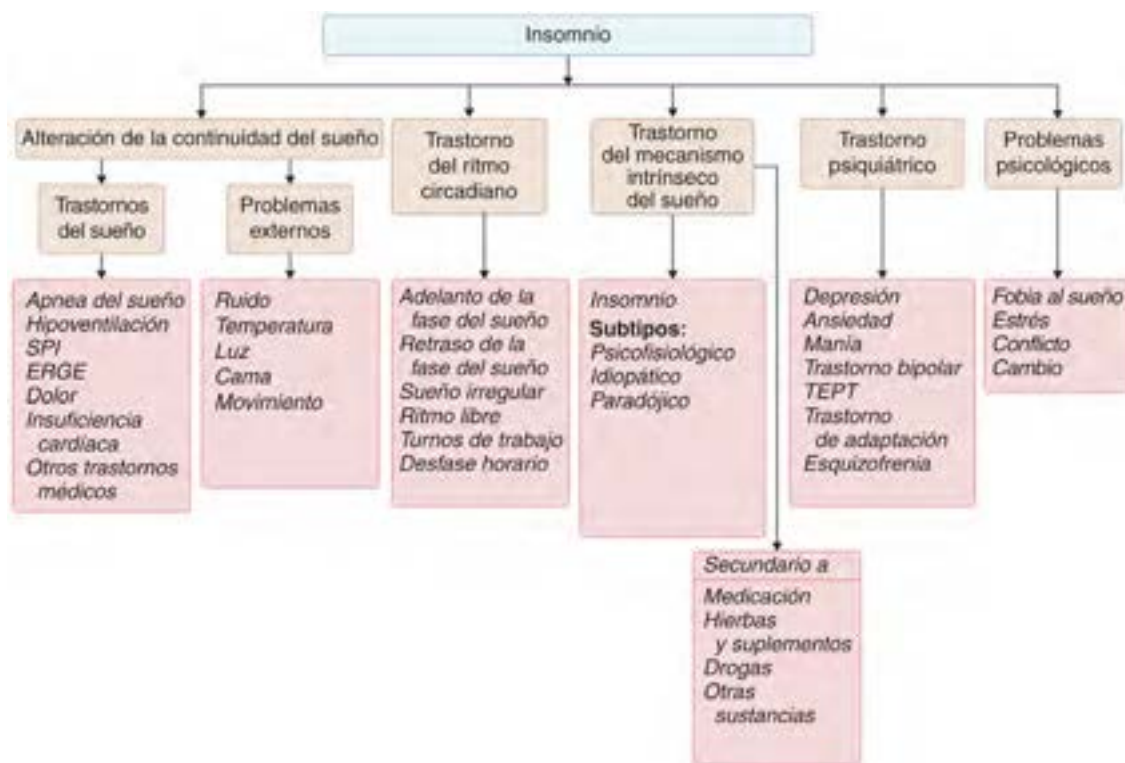 Insomnio
Alteración de la continuidad del sueño
Trastornos
del sueño
Apnea del sueño
Hipoventilación
SPI
ERGE
Dolor
Insuficiencia
cardíaca
Otros trastornos
médicos
Problemas
externos
Ruido
Temperatura
Luz
Cama
Movimiento
Trastorno
del ritmo
circadiano
Adelanto de la
fase del sueño
Retraso de la
fase del sueño
Sueño irregular
Ritmo libre
Turnos de trabajo
Desfase horario
Trastorno
del mecanismo
intrínseco
del sueño
Insomnio
Subtipos:
Psicofisiológico
Idiopático
Paradójico
Secundario a
Medicación
Hierbas
y suplementos
Drogas
Otras
sustancias
Trastorno
psiquiátrico
Depresión
Ansiedad
Manía
Trastorno bipolar
TEPT
Trastorno
de adaptación
Esquizofrenia
Problemas
psicológicos
Fobia al sueño
Estrés
Conflicto
Cambio